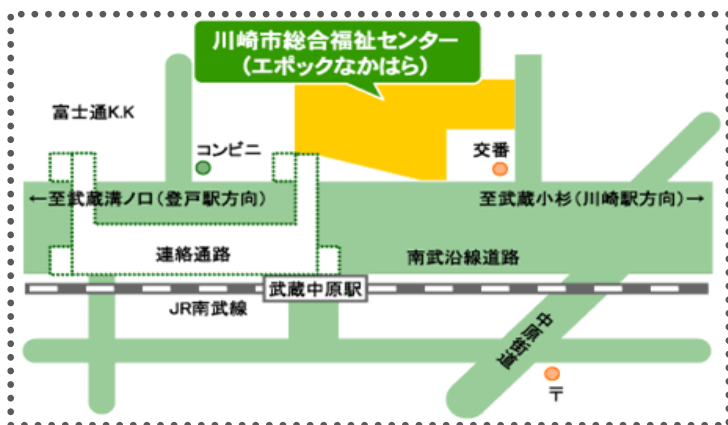 川崎市総合福祉センター
（エポックなかはら）
富士通K.K
コンビニ
交番
←至武蔵溝ノ口（登戸駅方向）
至武蔵小杉（川崎駅方向）→
連絡通路
南武沿線道路
武蔵中原駅
JR南武線
中原街道
〒